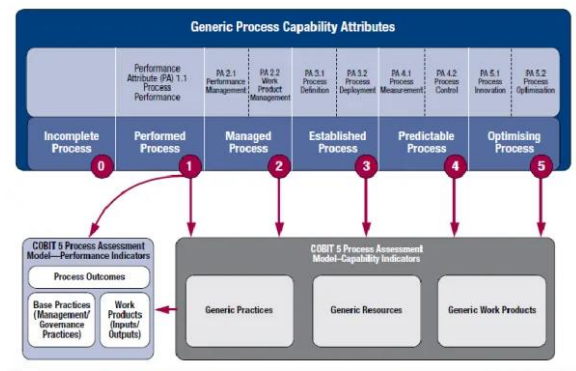 Generic Process Capability Attributes
Performance
Attribute (PA) 1.1
Process
Performance
PA 2.1
Performance
Management
PA 2.2
Work
Product
Management
PA 3.1
Process
Definition
PA 3.2
Process
Deployment
PA 4.1
Process
Measurement
PA 4.2
Process
Control
PA 5.1
Process
Innovation
PA 5.2
Process
Optimisation
Incomplete
Process
0
Performed
Process
1
Managed
Process
2
Established
Process
3
Predictable
Process
4
Optimising
Process
5
COBIT 5 Process Assessment
Model—Performance Indicators
Process Outcomes
Base Practices
(Management/
Governance
Practices)
Work
Products
(Inputs/
Outputs)
COBIT 5 Process Assessment
Model–Capability Indicators
Generic Practices
Generic Resources
Generic Work Products